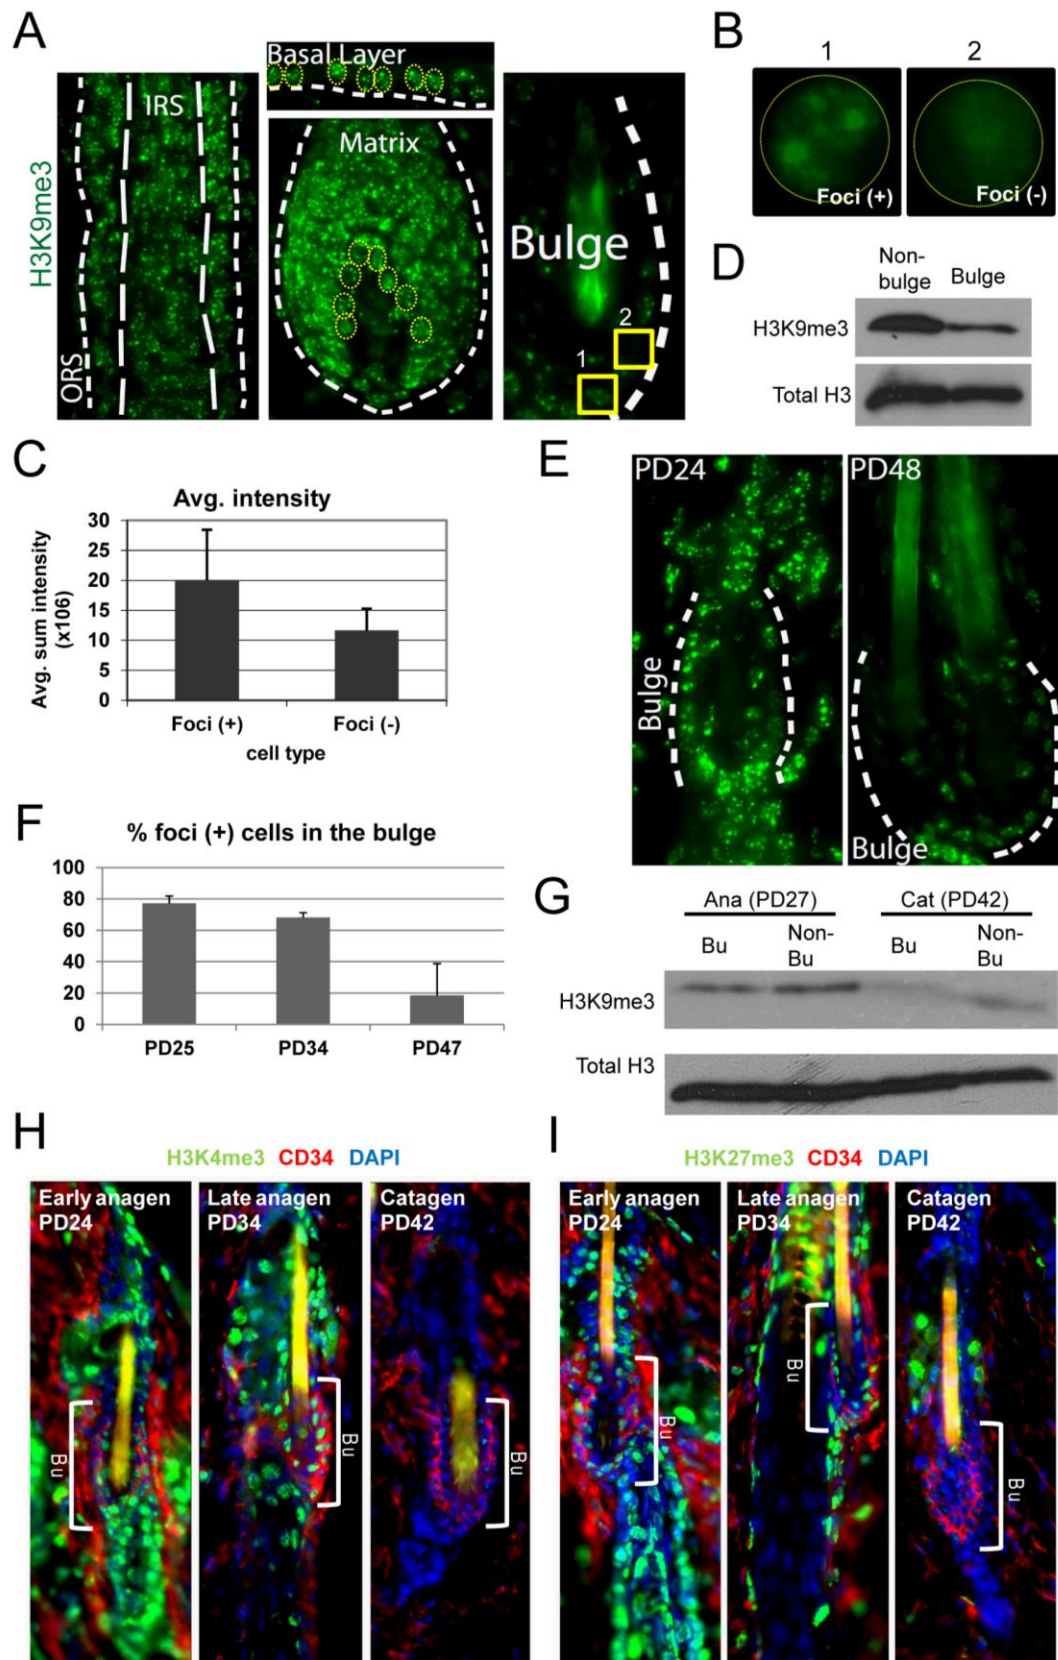 A
H3K9me3
ORS
IRS
Basal Layer
Matrix
Bulge
1
2
B
1
2
Foci (+)
Foci (-)
D
Non-
bulge
Bulge
H3K9me3
Total H3
C
Avg. intensity
Avg. sum intensity
(x106)
30
25
20
15
10
5
0
Foci (+)
Foci (-)
cell type
E
PD24
Bulge
PD48
Bulge
F
% foci (+) cells in the bulge
100
80
60
40
20
0
PD25
PD34
PD47
G
Ana (PD27)
Cat (PD42)
Bu
Non-
Bu
Bu
Non-
Bu
H3K9me3
Total H3
H
H3K4me3 CD34 DAPI
Early anagen
PD24
Bu
Late anagen
PD34
Bu
Catagen
PD42
Bu
I
H3K27me3 CD34 DAPI
Early anagen
PD24
Bu
Late anagen
PD34
Bu
Catagen
PD42
Bu